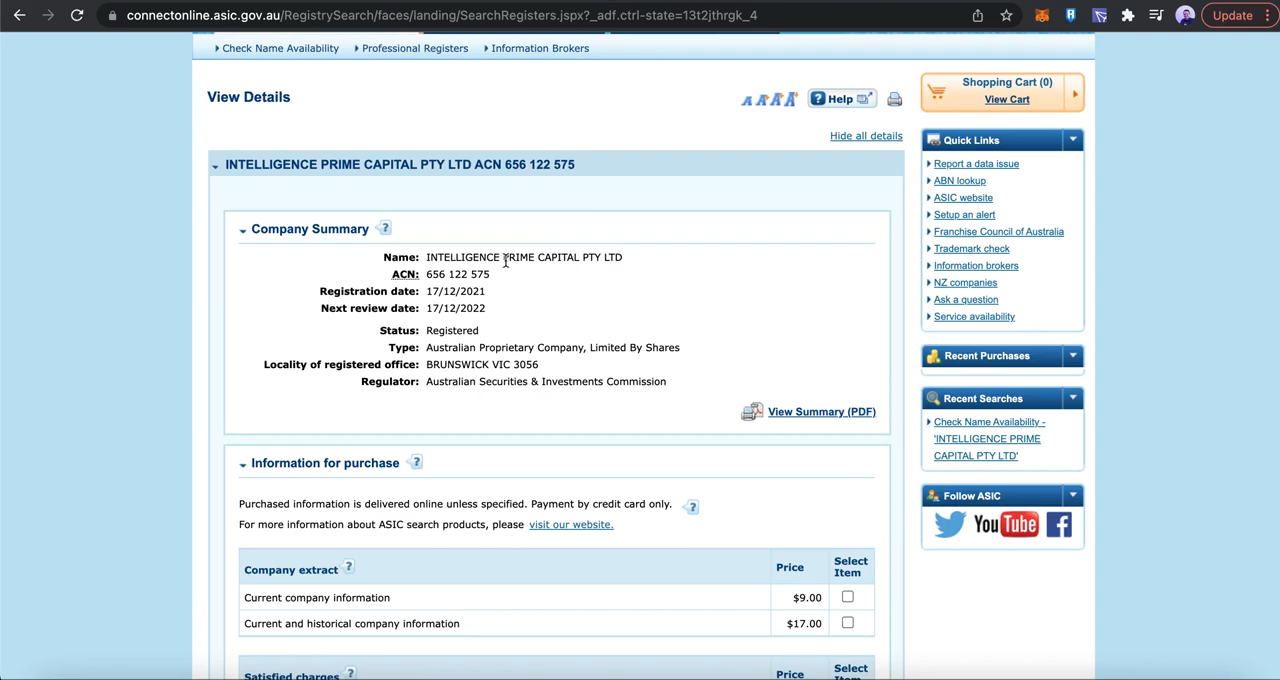 connectonline.asic.gov.au/RegistrySearch/faces/landing/SearchRegisters.jspx?_adf.ctrl-state=13t2jthrgk_4
Update
Check Name Availability
Professional Registers
Information Brokers
View Details
A A A A
Help
Hide all details
INTELLIGENCE PRIME CAPITAL PTY LTD ACN 656 122 575
Company Summary ?
Name: INTELLIGENCE PRIME CAPITAL PTY LTD
ACN: 656 122 575
Registration date: 17/12/2021
Next review date: 17/12/2022
Status: Registered
Type: Australian Proprietary Company, Limited By Shares
Locality of registered office: BRUNSWICK VIC 3056
Regulator: Australian Securities & Investments Commission
View Summary (PDF)
Information for purchase ?
Purchased information is delivered online unless specified. Payment by credit card only. ?
For more information about ASIC search products, please visit our website.
Company extract ? Price Select Item
Current company information $9.00
Current and historical company information $17.00
Satisfied charges ? Price Select Item
Shopping Cart (0)
View Cart
Quick Links
Report a data issue
ABN lookup
ASIC website
Setup an alert
Franchise Council of Australia
Trademark check
Information brokers
NZ companies
Ask a question
Service availability
Recent Purchases
Recent Searches
Check Name Availability -
'INTELLIGENCE PRIME
CAPITAL PTY LTD'
Follow ASIC
YouTube